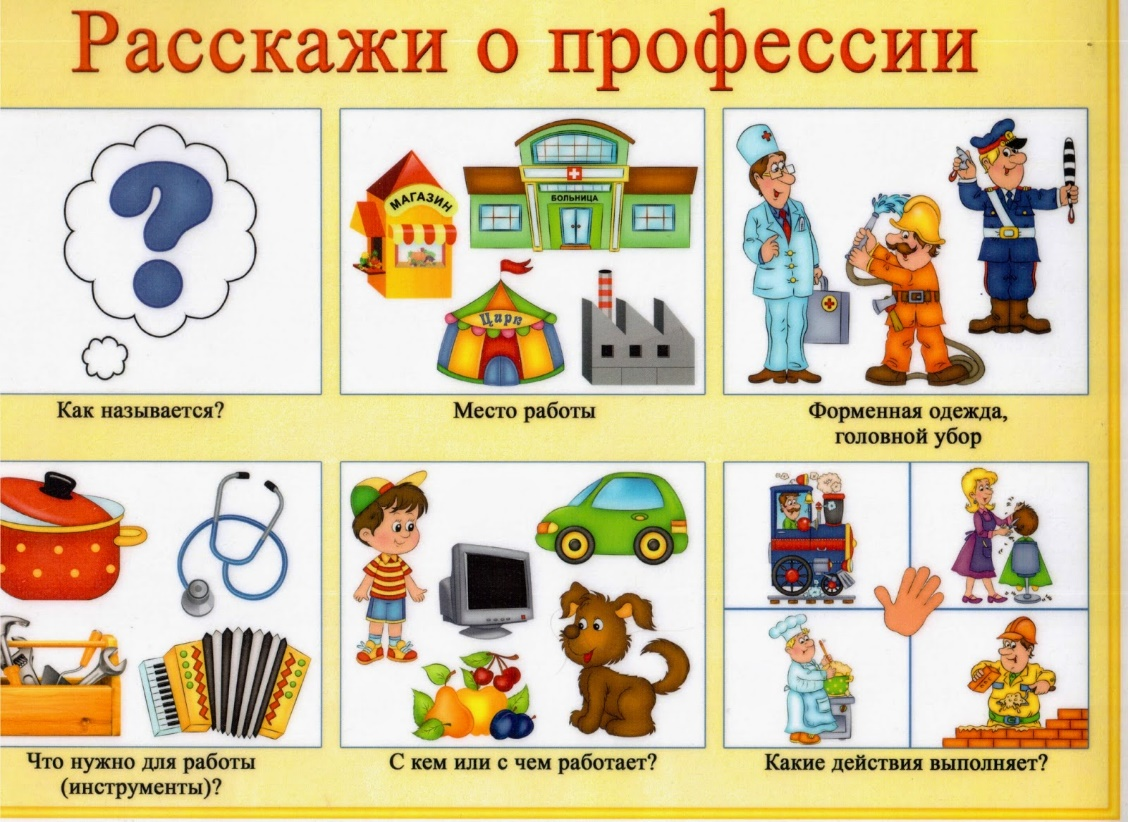 Расскажи о профессии
МАГАЗИН
БОЛЬНИЦА
Цирк
Как называется?
Место работы
Форменная одежда,
головной убор
Что нужно для работы
(инструменты)?
С кем или с чем работает?
Какие действия выполняет?